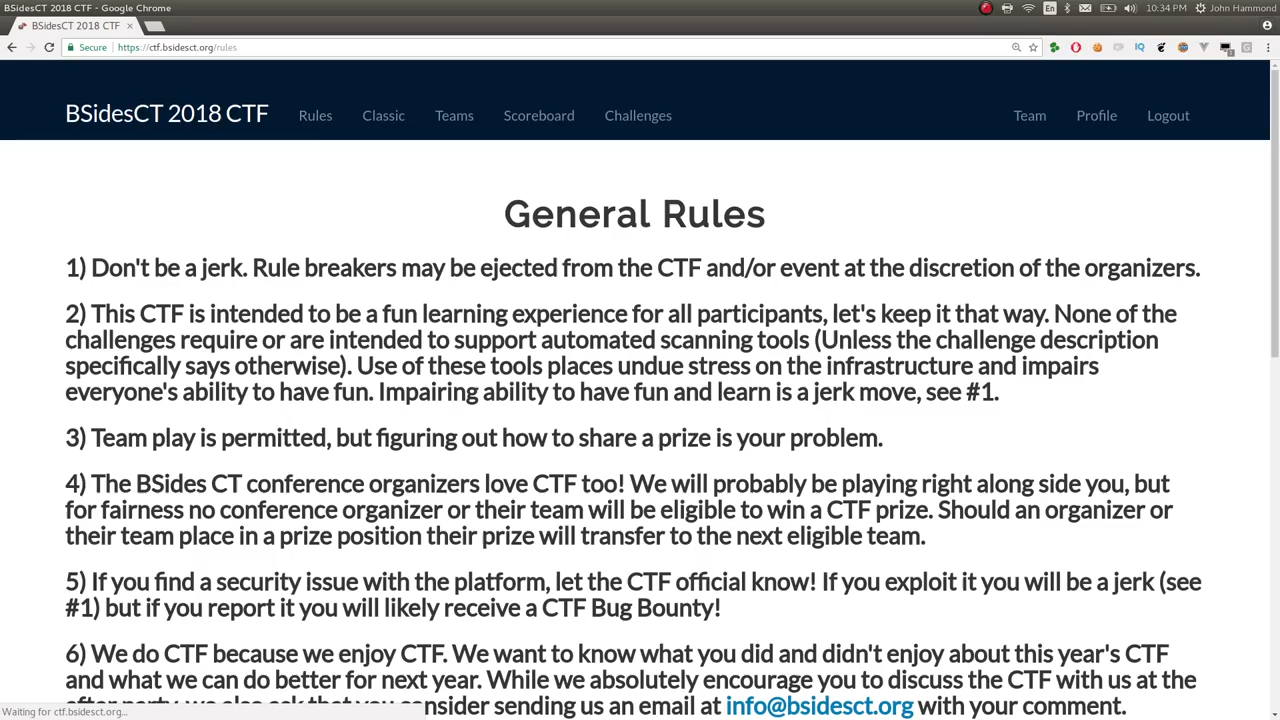 BSidesCT 2018 CTF - Google Chrome
En
10:34 PM
John Hammond
BSidesCT 2018 CTF
Secure
https://ctf.bsidesct.org/rules
IQ
BSidesCT 2018 CTF
Rules
Classic
Teams
Scoreboard
Challenges
Team
Profile
Logout
General Rules
1) Don't be a jerk. Rule breakers may be ejected from the CTF and/or event at the discretion of the organizers.
2) This CTF is intended to be a fun learning experience for all participants, let's keep it that way. None of the
challenges require or are intended to support automated scanning tools (Unless the challenge description
specifically says otherwise). Use of these tools places undue stress on the infrastructure and impairs
everyone's ability to have fun. Impairing ability to have fun and learn is a jerk move, see #1.
3) Team play is permitted, but figuring out how to share a prize is your problem.
4) The BSides CT conference organizers love CTF too! We will probably be playing right along side you, but
for fairness no conference organizer or their team will be eligible to win a CTF prize. Should an organizer or
their team place in a prize position their prize will transfer to the next eligible team.
5) If you find a security issue with the platform, let the CTF official know! If you exploit it you will be a jerk (see
#1) but if you report it you will likely receive a CTF Bug Bounty!
6) We do CTF because we enjoy CTF. We want to know what you did and didn't enjoy about this year's CTF
and what we can do better for next year. While we absolutely encourage you to discuss the CTF with us at the
after party, we also ask that you consider sending us an email at info@bsidesct.org with your comment.
Waiting for ctf.bsidesct.org...